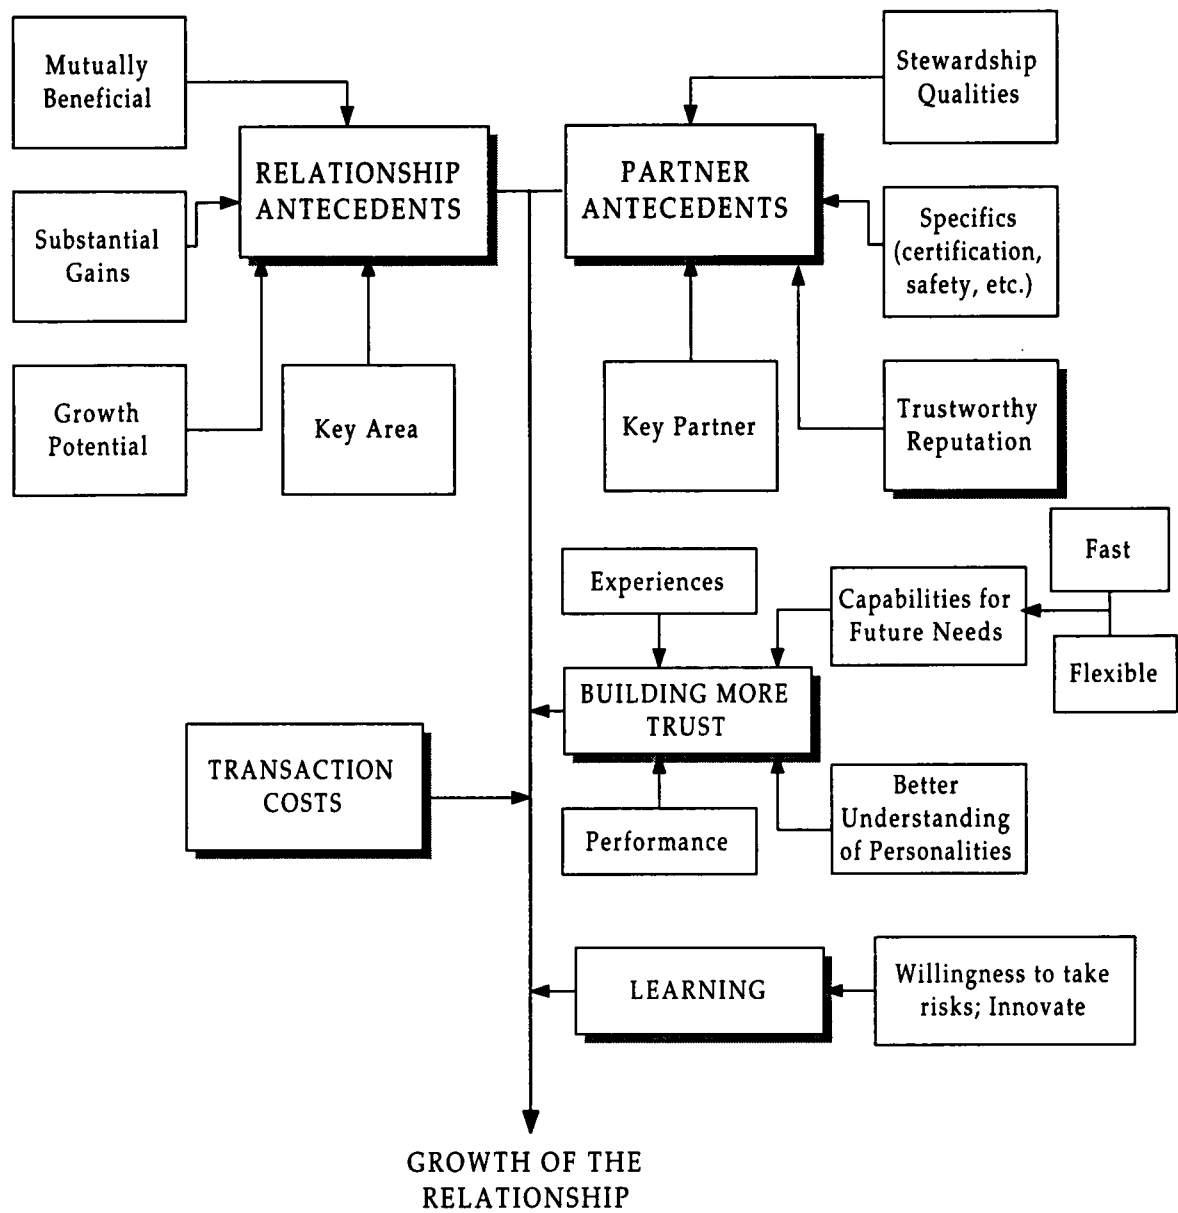 Mutually
Beneficial
Stewardship
Qualities
RELATIONSHIP
ANTECEDENTS
PARTNER
ANTECEDENTS
Substantial
Gains
Specifics
(certification,
safety, etc.)
Growth
Potential
Key Area
Key Partner
Trustworthy
Reputation
Experiences
Capabilities for
Future Needs
Fast
Flexible
BUILDING MORE
TRUST
TRANSACTION
COSTS
Performance
Better
Understanding
of Personalities
LEARNING
Willingness to take
risks; Innovate
GROWTH OF THE
RELATIONSHIP